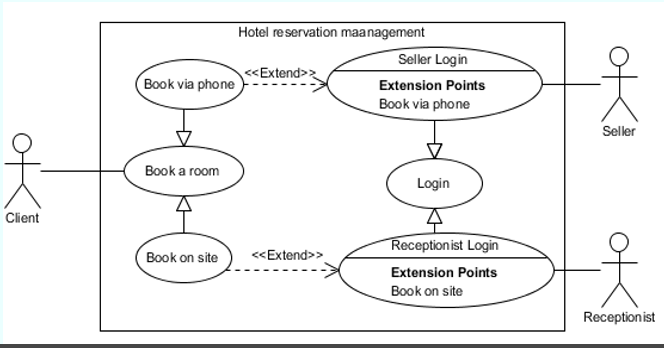 Hotel reservation maanagement
Seller Login
<<Extend>>
Book via phone
Extension Points
Book via phone
Seller
Book a room
Login
Client
Receptionist Login
<<Extend>>
Book on site
Extension Points
Book on site
Receptionist